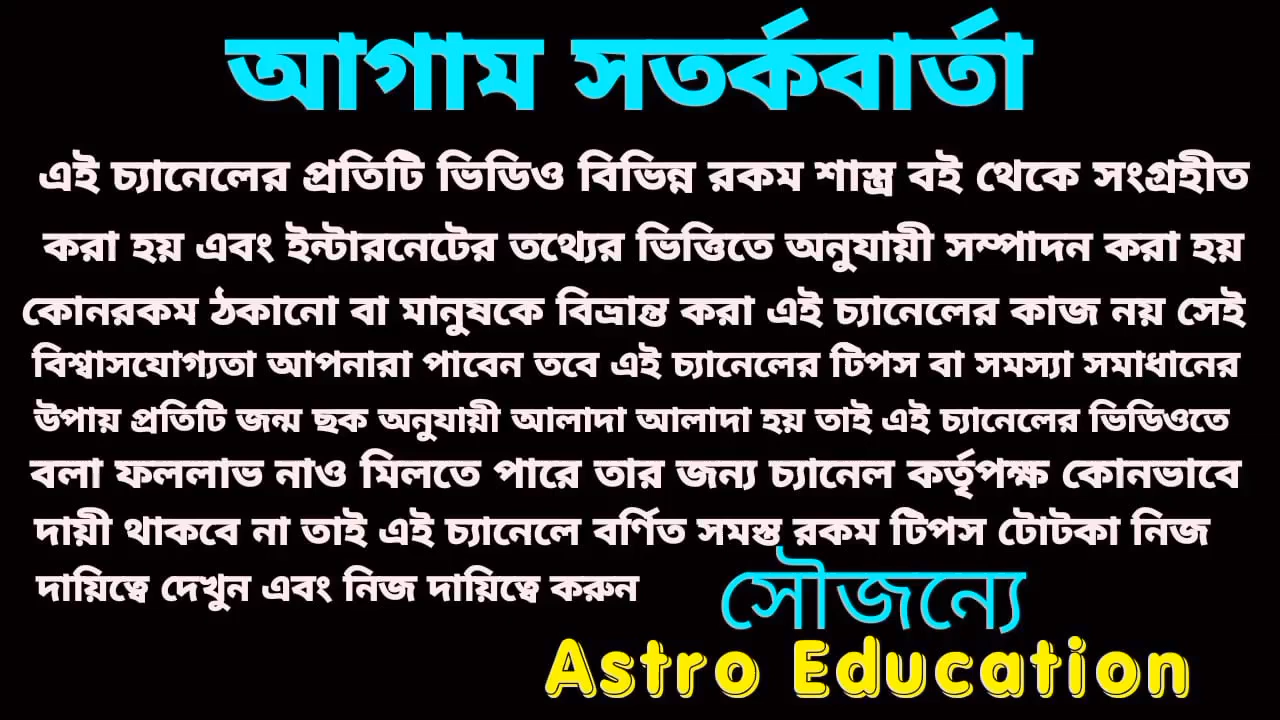 আগাম সতর্কবার্তা
এই চ্যানেলের প্রতিটি ভিডিও বিভিন্ন রকম শাস্ত্র বই থেকে সংগ্রহীত
করা হয় এবং ইন্টারনেটের তথ্যের ভিত্তিতে অনুযায়ী সম্পাদন করা হয়
কোনরকম ঠকানো বা মানুষকে বিভ্রান্ত করা এই চ্যানেলের কাজ নয় সেই
বিশ্বাসযোগ্যতা আপনারা পাবেন তবে এই চ্যানেলের টিপস বা সমস্যা সমাধানের
উপায় প্রতিটি জন্ম ছক অনুযায়ী আলাদা আলাদা হয় তাই এই চ্যানেলের ভিডিওতে
বলা ফললাভ নাও মিলতে পারে তার জন্য চ্যানেল কর্তৃপক্ষ কোনভাবে
দায়ী থাকবে না তাই এই চ্যানেলে বর্ণিত সমস্ত রকম টিপস টোটকা নিজ
দায়িত্বে দেখুন এবং নিজ দায়িত্বে করুন
সৌজন্যে
Astro Education